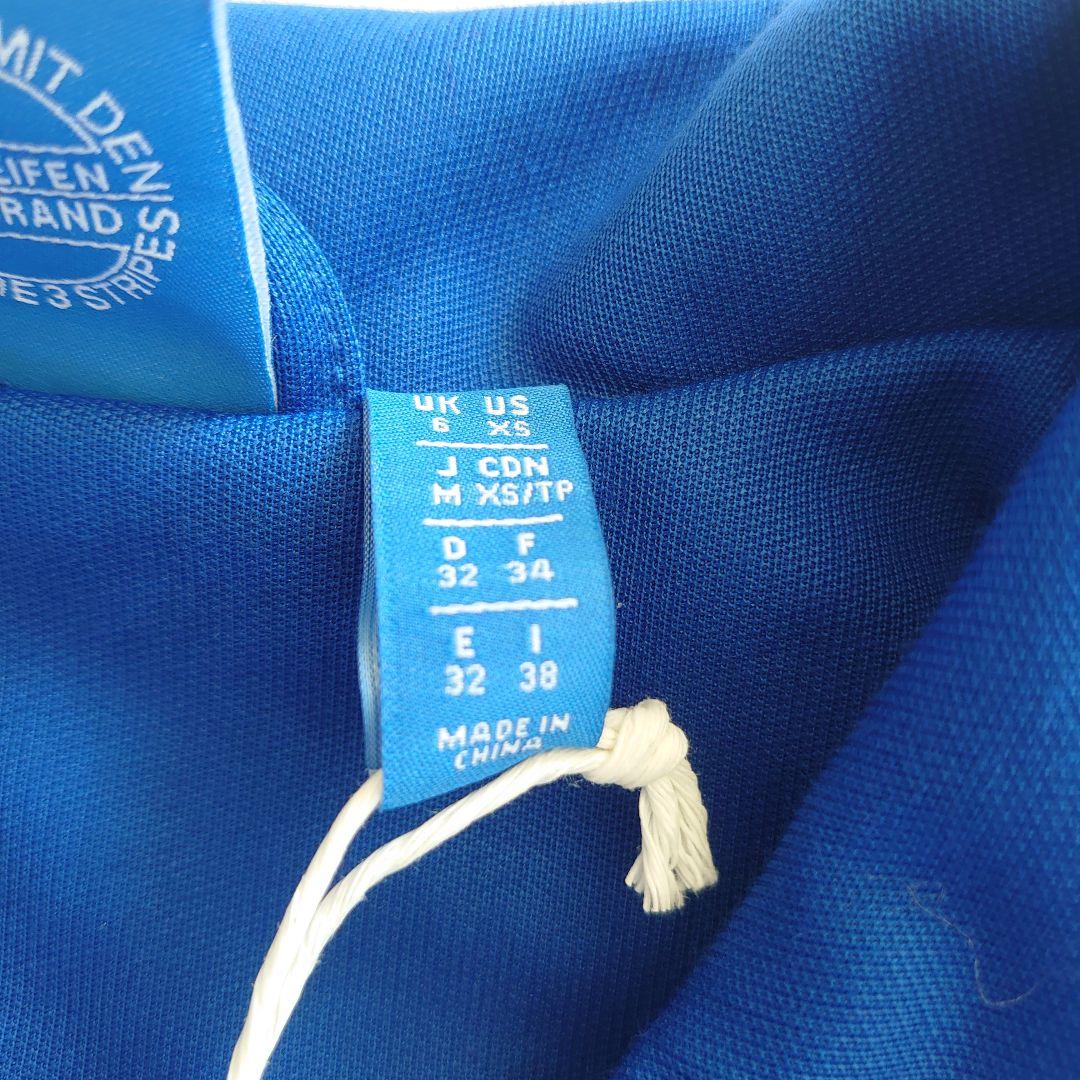 MIT DEN
EIFEN
RAND
E 3 STRIPES
UK US
6 XS
J CDN
M XS/TP
D F
32 34
E I
32 38
MADE IN
CHINA